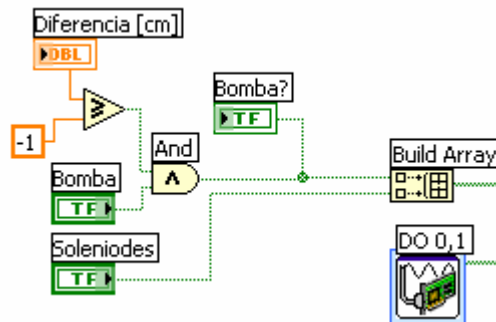 Diferencia [cm]
DBL
-1
Bomba?
TF
And
Bomba
TF
Build Array
Soleniodes
TF
DO 0,1